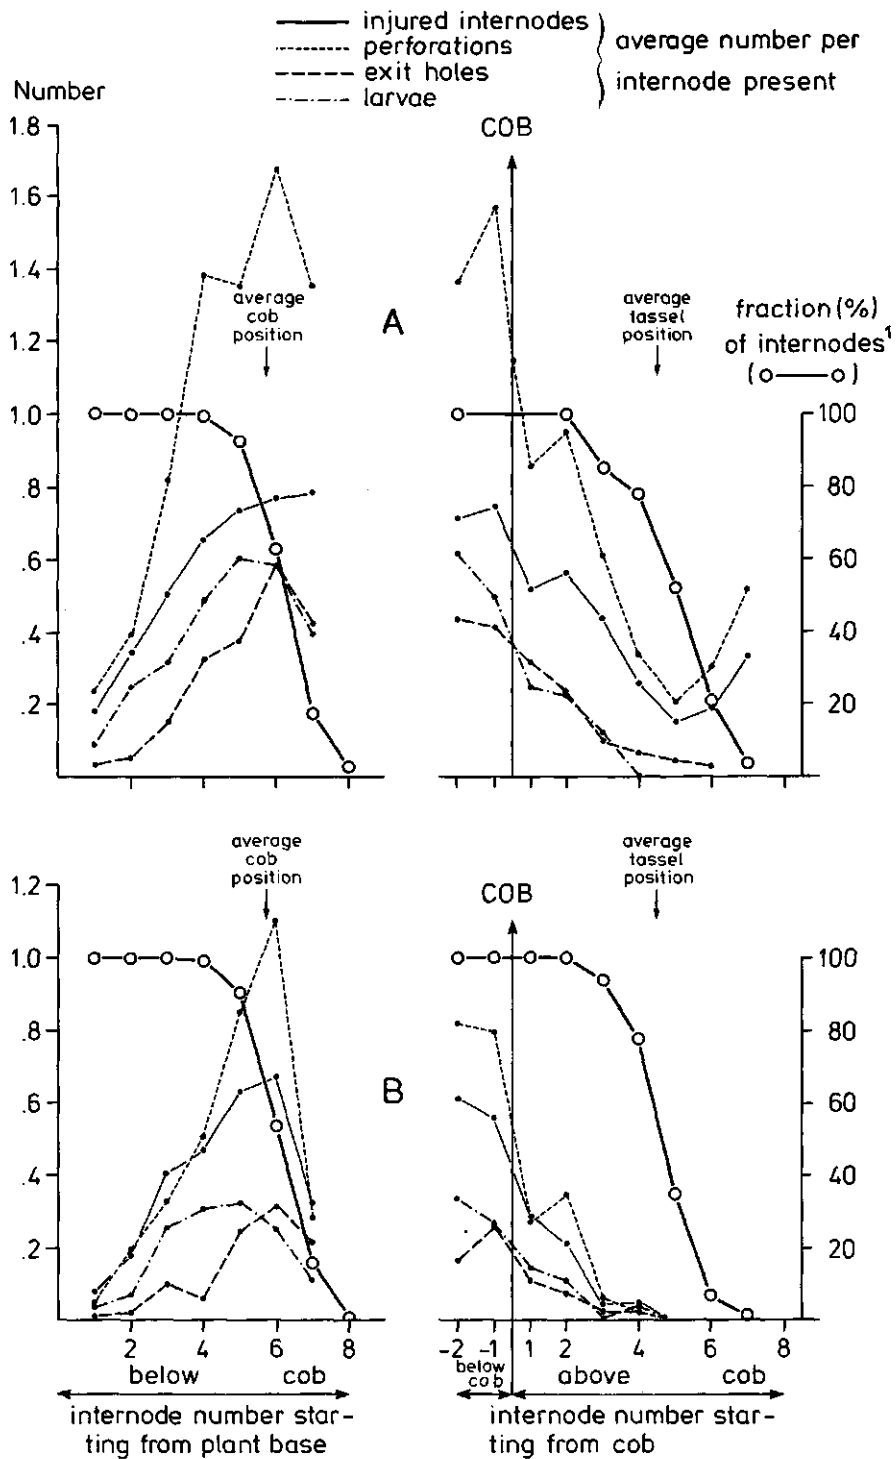 injured internodes
perforations
exit holes
larvae
average number per
internode present
Number
COB
1.8
1.6
1.4
1.2
1.0
.8
.6
.4
.2
average
cob
position
A
average
tassel
position
fraction (%)
of internodes¹
(o—o)
100
80
60
40
20
2
4
6
8
average
cob
position
average
tassel
position
COB
1.2
1.0
.8
.6
.4
.2
B
100
80
60
40
20
2 4 6 8
-2 -1 1 2 4 6 8
below cob
below
cob
above cob
internode number star-
ting from plant base
internode number star-
ting from cob